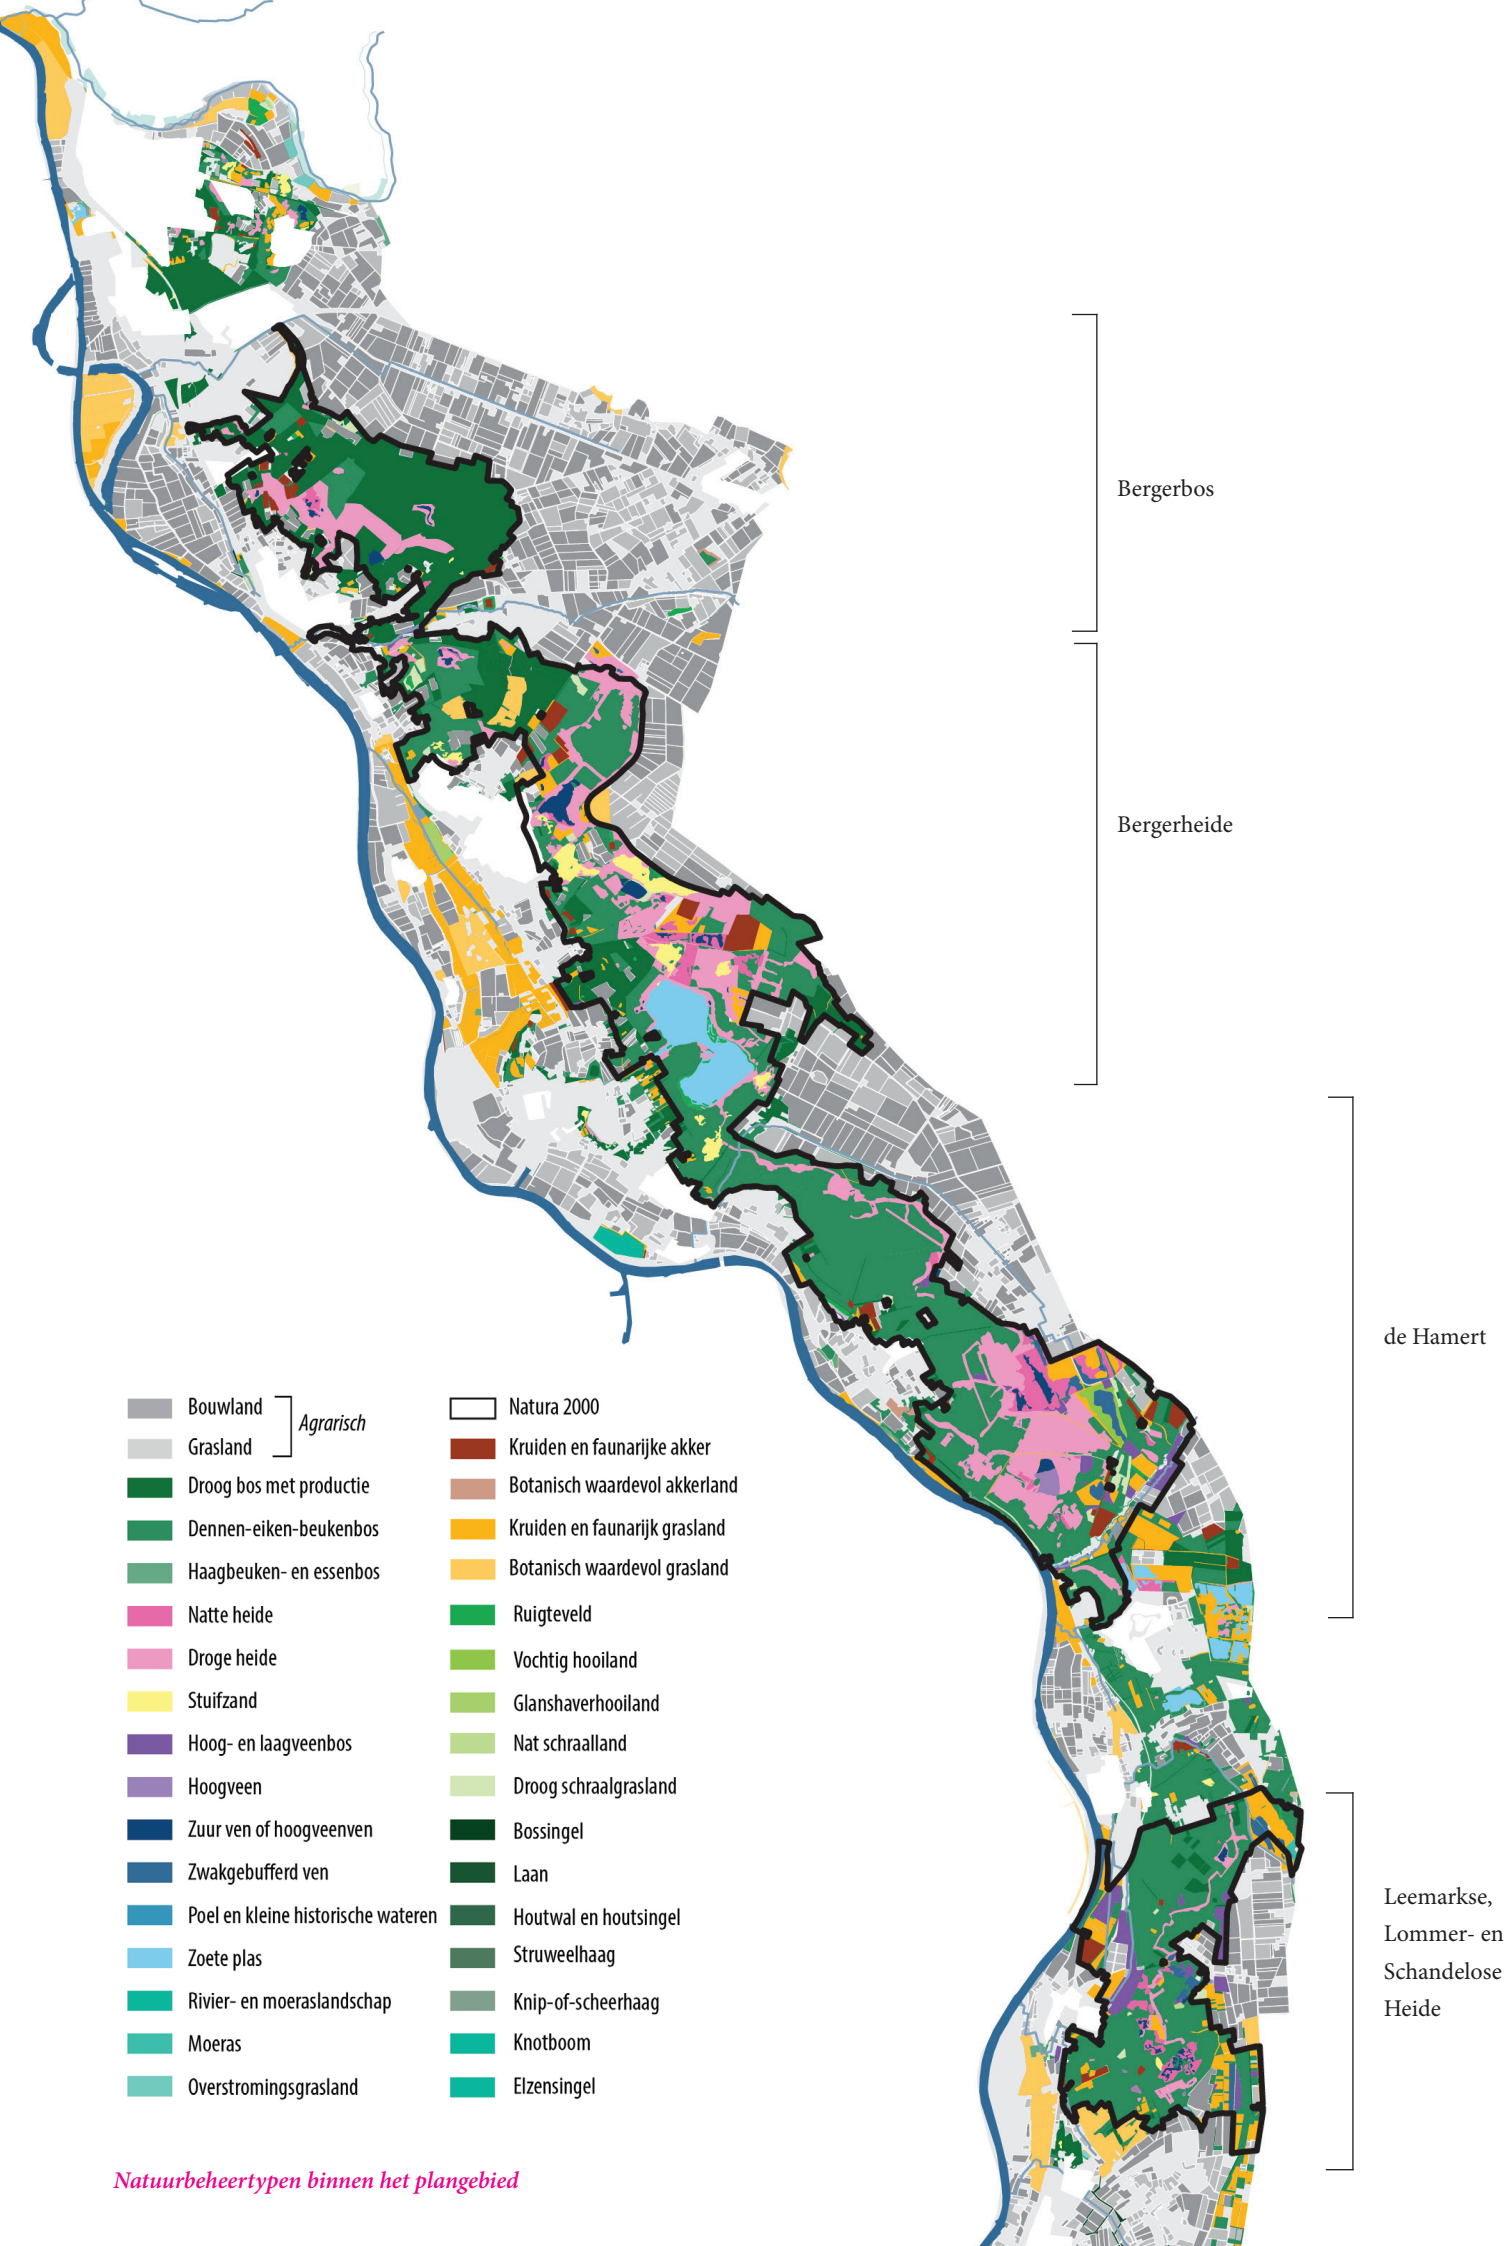 Bergerbos
Bergerheide
de Hamert
Leemarkse,
Lommer- en
Schandelose
Heide
Bouwland
Grasland
Agrarisch
Droog bos met productie
Dennen-eiken-beukenbos
Haagbeuken- en essenbos
Natte heide
Droge heide
Stuifzand
Hoog- en laagveenbos
Hoogveen
Zuur ven of hoogveenven
Zwakgebufferd ven
Poel en kleine historische wateren
Zoete plas
Rivier- en moeraslandschap
Moeras
Overstromingsgrasland
Natura 2000
Kruiden en faunarijke akker
Botanisch waardevol akkerland
Kruiden en faunarijk grasland
Botanisch waardevol grasland
Ruigteveld
Vochtig hooiland
Glanshaverhooiland
Nat schraalland
Droog schraalgrasland
Bossingel
Laan
Houtwal en houtsingel
Struweelhaag
Knip-of-scheerhaag
Knotboom
Elzensingel
Natuurbeheertypen binnen het plangebied